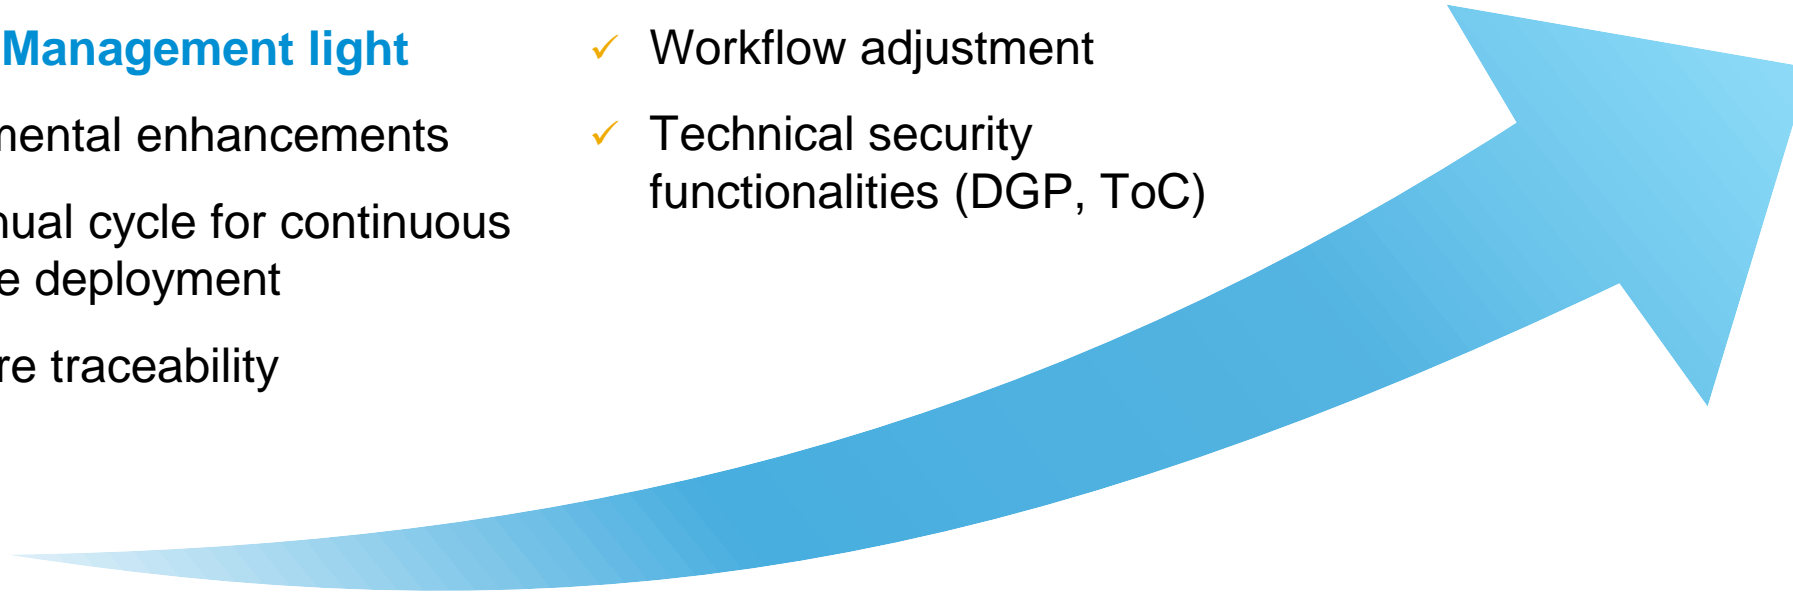 Management light
mental enhancements
nual cycle for continuous
e deployment
re traceability
✓ Workflow adjustment
✓ Technical security
functionalities (DGP, ToC)